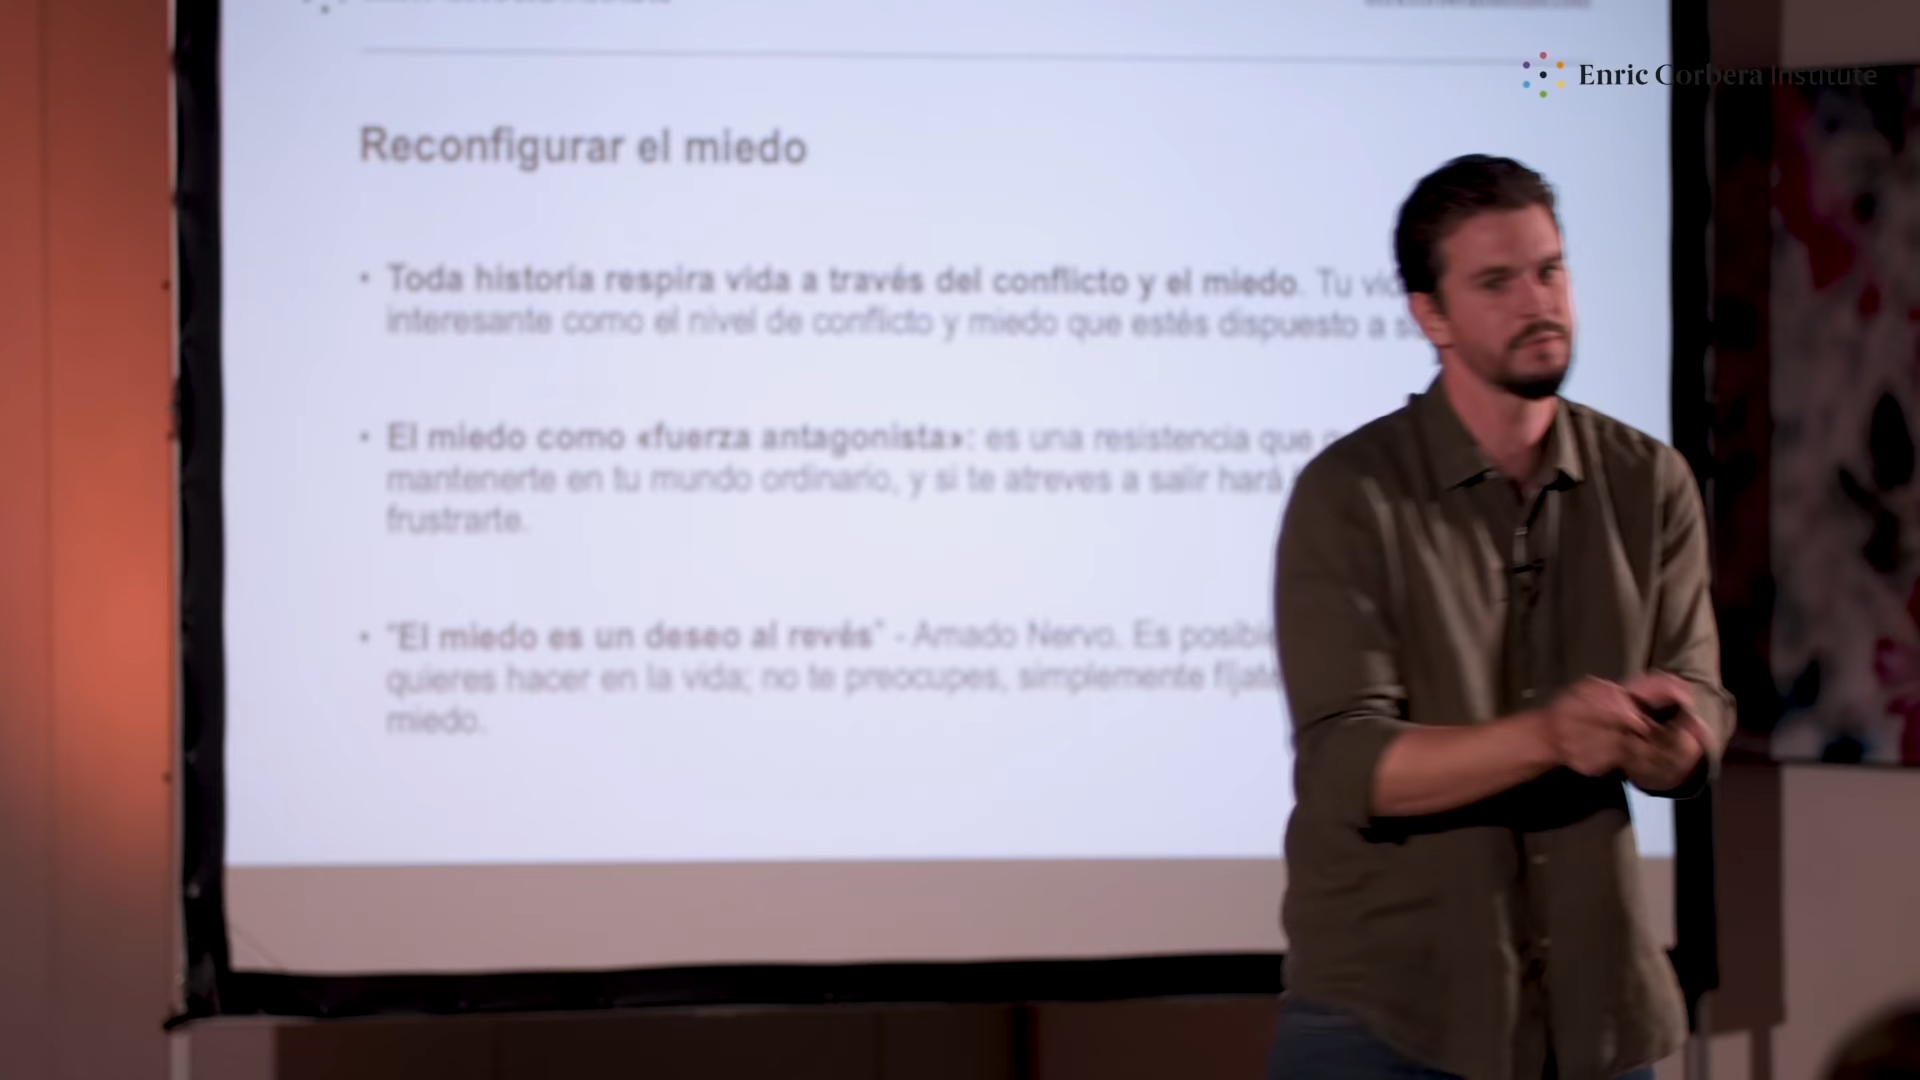 Enric Corbera Institute
Reconfigurar el miedo
• Toda historia respira vida a través del conflicto y el miedo. Tu
interesante como el nivel de conflicto y miedo que estés dispuesto a
• El miedo como «fuerza antagonista»: es una resistencia que
mantenerte en tu mundo ordinario, y si te atreves a salir hará
frustrarte.
• "El miedo es un deseo al revés" - Amado Nervo. Es
quieres hacer en la vida; no te preocupes, simplemente
miedo.